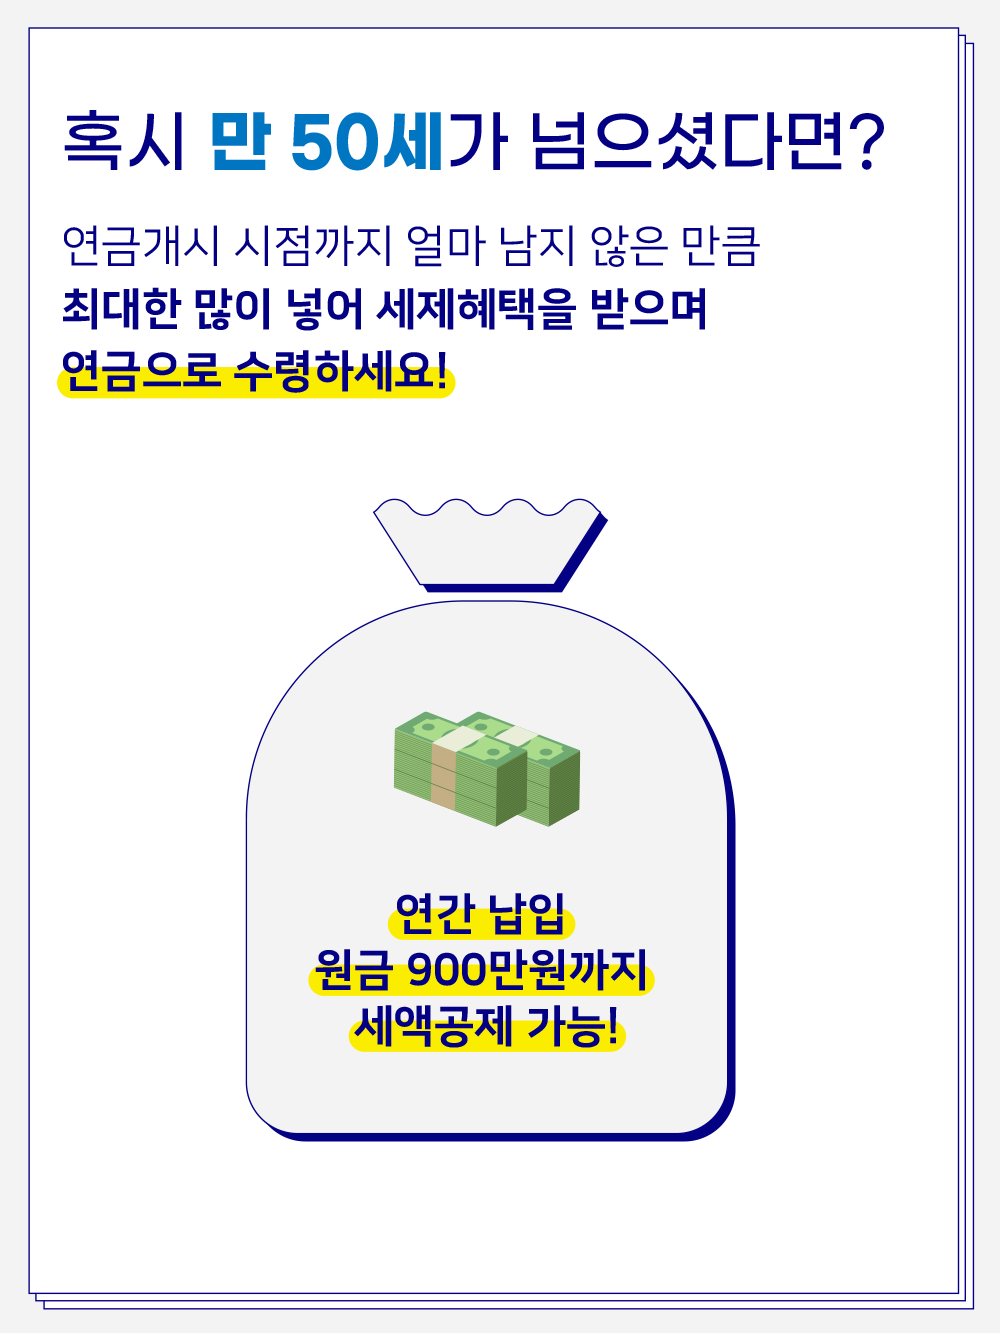 혹시 만 50세가 넘으셨다면?
연금개시 시점까지 얼마 남지 않은 만큼
최대한 많이 넣어 세제혜택을 받으며
연금으로 수령하세요!
연간 납입
원금 900만원까지
세액공제 가능!